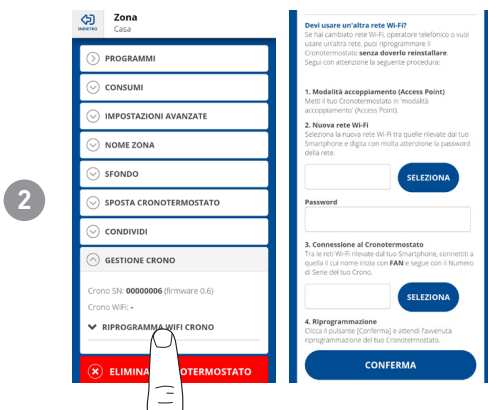 Zona
INDIETRO
Casa
PROGRAMMI
CONSUMI
IMPOSTAZIONI AVANZATE
NOME ZONA
SFONDO
2
SPOSTA CRONOTERMOSTATO
CONDIVIDI
GESTIONE CRONO
Crono SN: 00000006 (firmware 0.6)
Crono WiFi: -
RIPROGRAMMA WIFI CRONO
ELIMINA OTERMOSTATO
Devi usare un'altra rete Wi-Fi?
Se hai cambiato rete Wi-Fi, operatore telefonico o vuoi
usare un'altra rete, puoi riprogrammare il
Cronotermostato senza doverlo reinstallare.
Segui con attenzione la seguente procedura:
1. Modalità accoppiamento (Access Point)
Metti il tuo Cronotermostato in 'modalità
accoppiamento' (Access Point).
2. Nuova rete Wi-Fi
Seleziona la nuova rete Wi-Fi tra quelle rilevate dal tuo
Smartphone e digita con molta attenzione la password
della rete.
SELEZIONA
Password
3. Connessione al Cronotermostato
Tra le reti Wi-Fi rilevate dal tuo Smartphone, connettiti a
quella il cui nome inizia con FAN e segue con il Numero
di Serie del tuo Crono.
SELEZIONA
4. Riprogrammazione
Clicca il pulsante [Conferma] e attendi l'avvenuta
riprogrammazione del tuo Cronotermostato.
CONFERMA